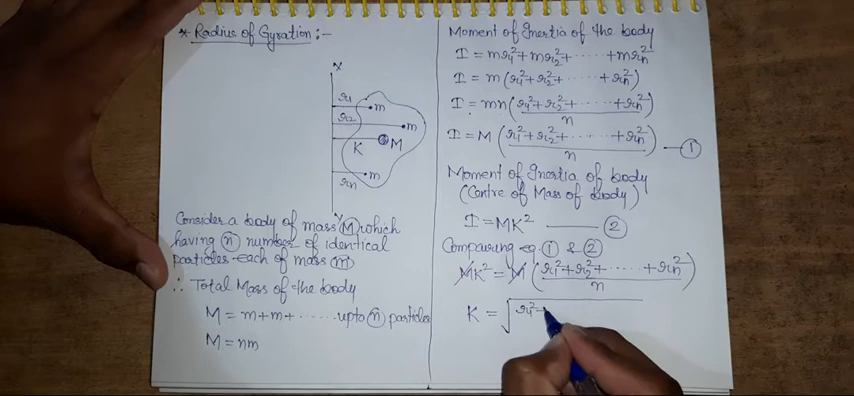 * Radius of Gyration :-
X
r1
m
r2
m
K
M
rn
m
Y
Consider a body of mass M which
having n number of identical
particles each of mass m
∴ Total Mass of the body
M = m+m+ ...... upto n particles
M = nm
Moment of Inertia of the body
I = mr1²+mr2²+ ...... +mrn²
I = m (r1²+r2²+ ...... +rn²)
I = mn (r1²+r2²+ ...... +rn² / n)
I = M (r1²+r2²+ ...... +rn² / n) — 1
Moment of Inertia of body
(Centre of Mass of body)
I = MK² — 2
Comparing eq. 1 & 2
MK² = M (r1²+r2²+ ...... +rn² / n)
K = √ r1²+